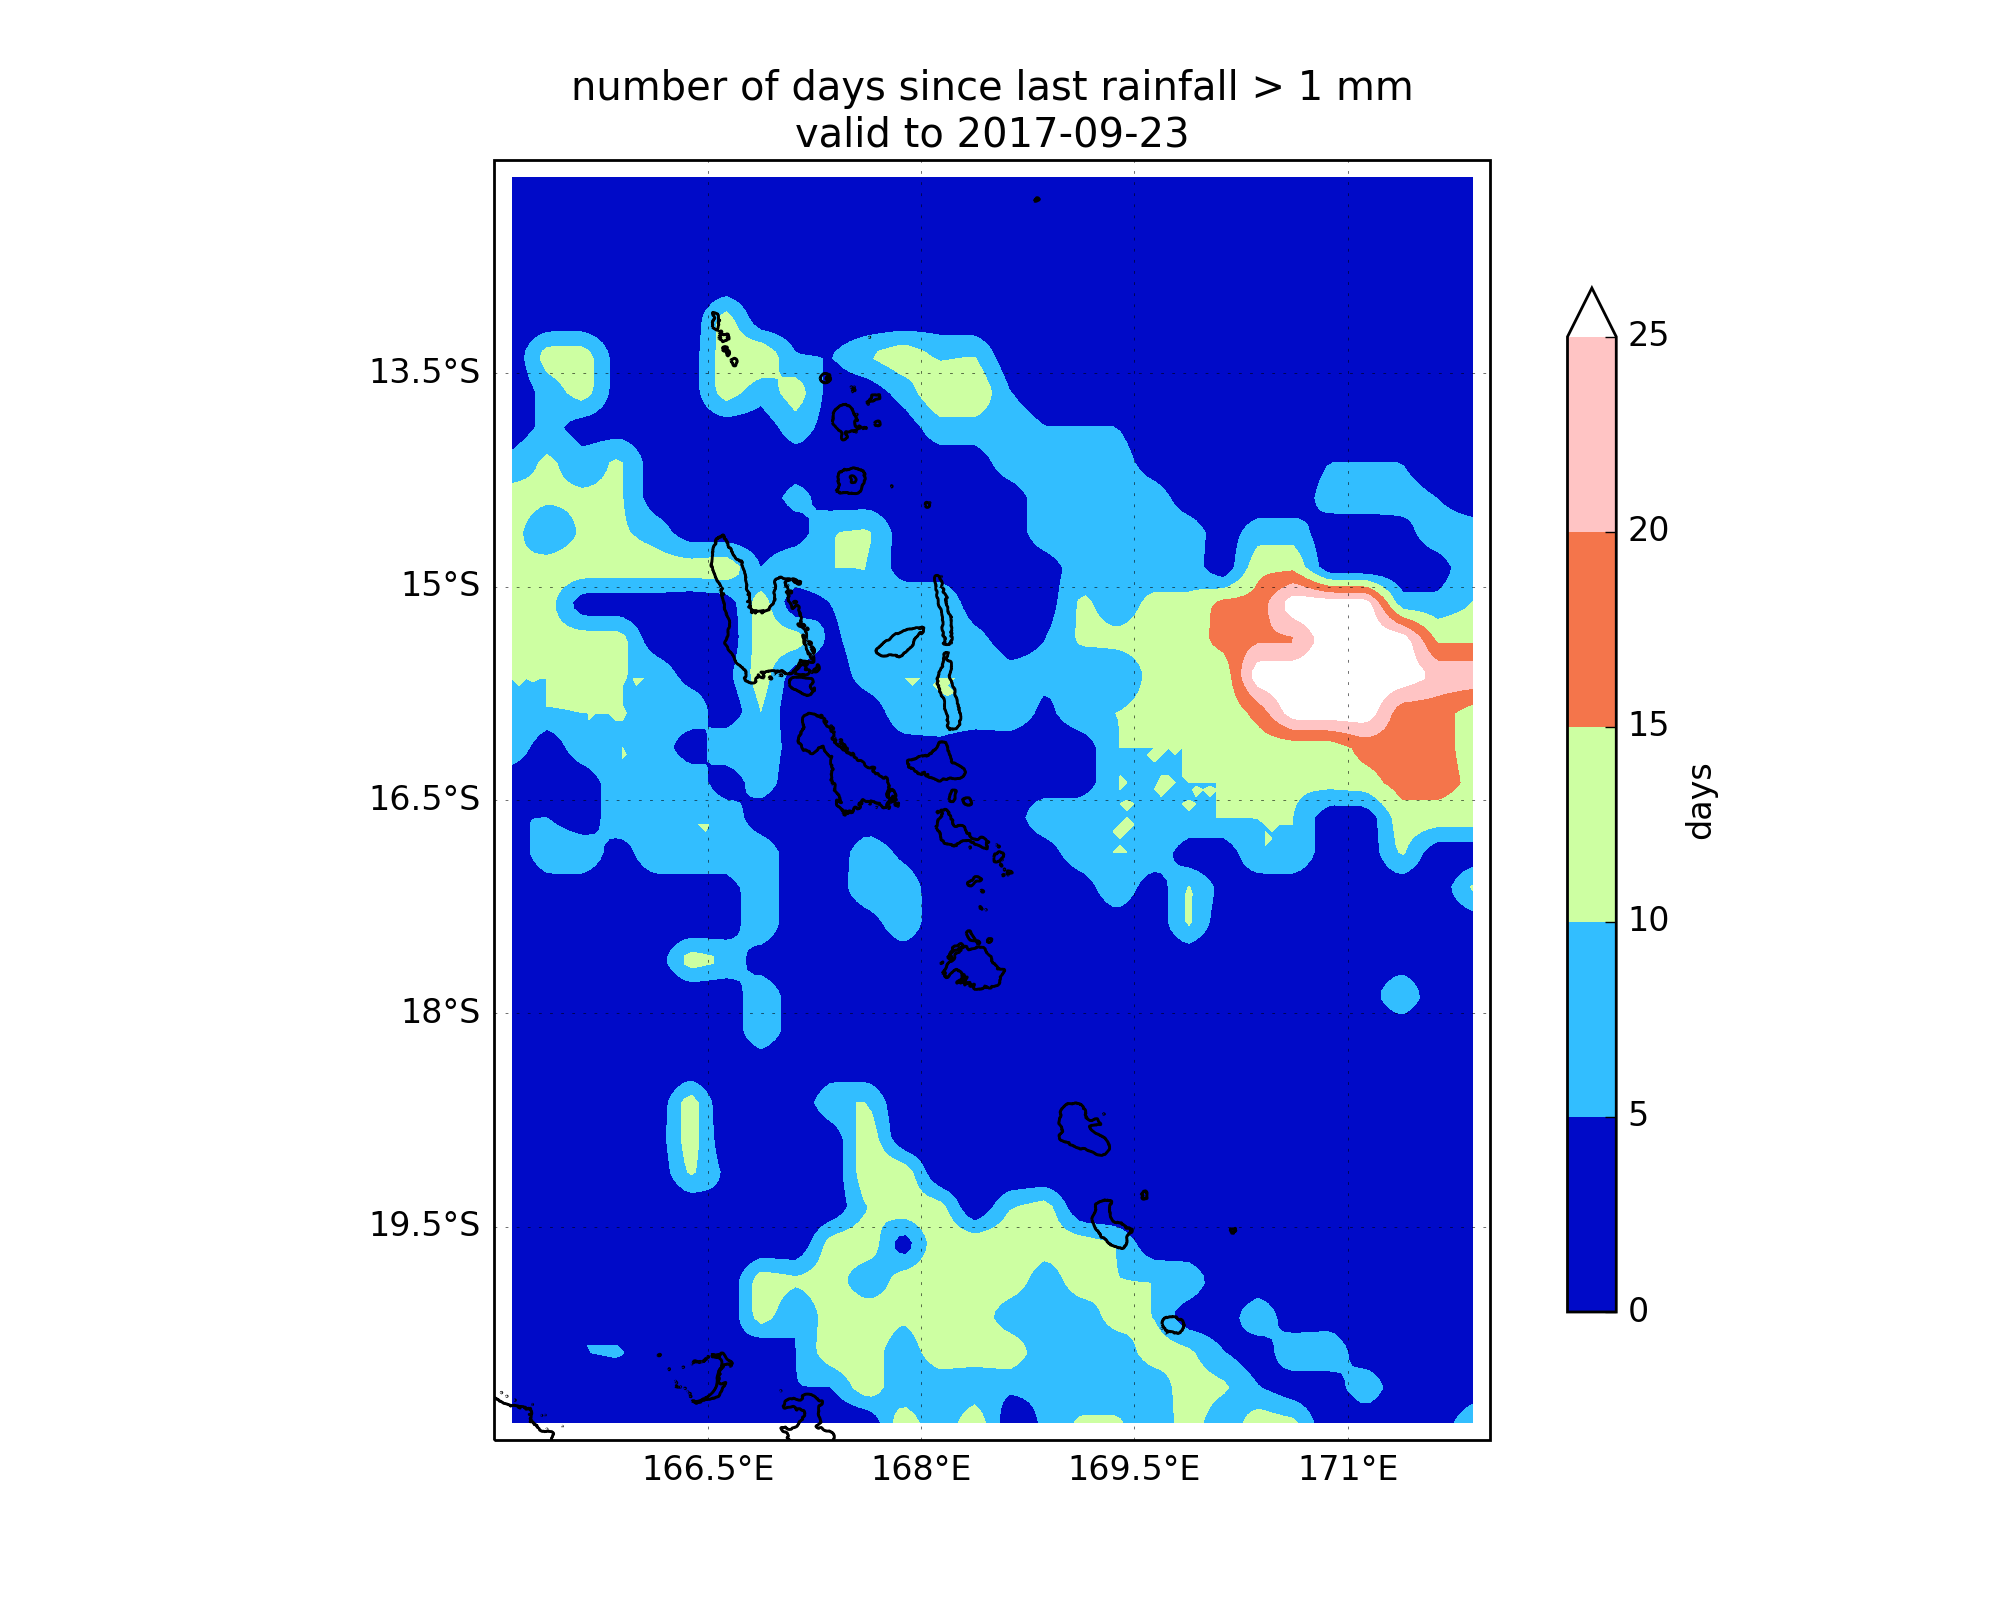 number of days since last rainfall > 1 mm
valid to 2017-09-23
13.5°S
15°S
16.5°S
18°S
19.5°S
166.5°E
168°E
169.5°E
171°E
25
20
15
10
5
0
days